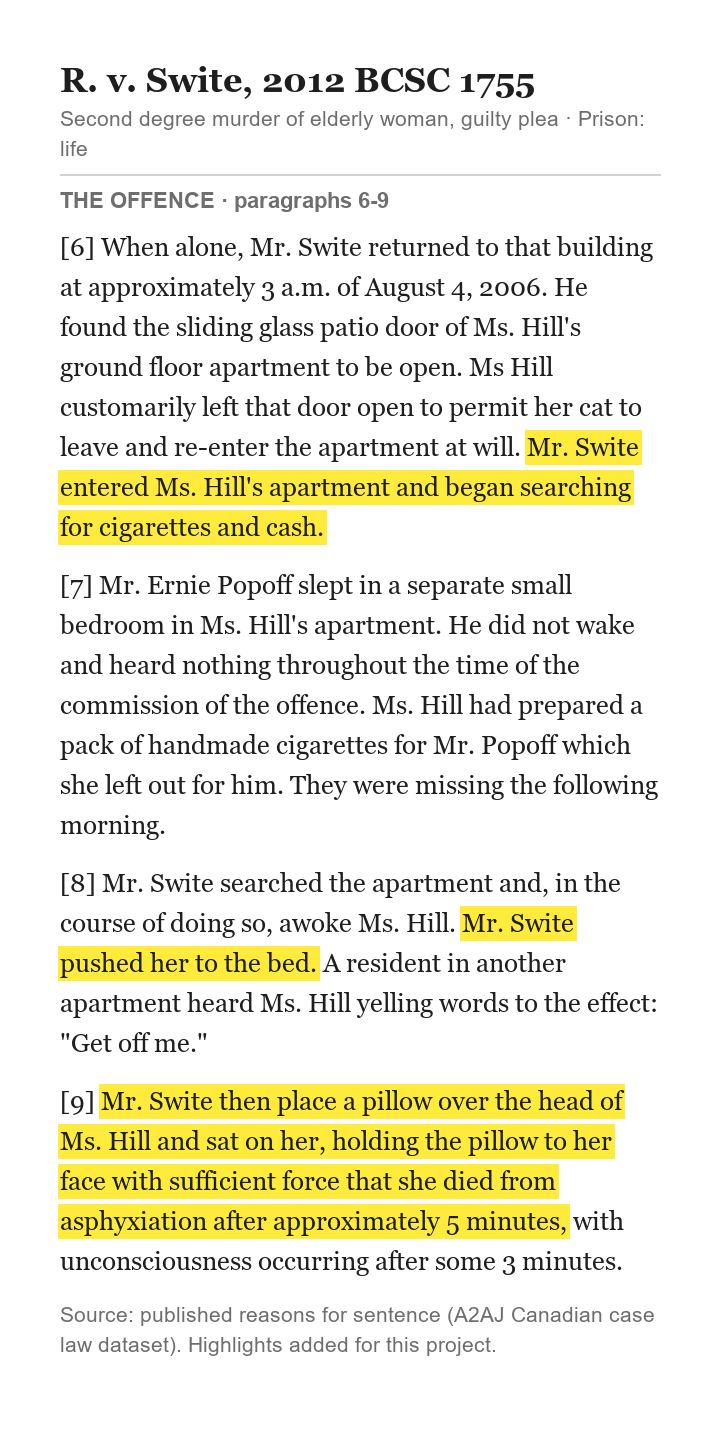 R. v. Swite, 2012 BCSC 1755
Second degree murder of elderly woman, guilty plea · Prison:
life
THE OFFENCE · paragraphs 6-9
[6] When alone, Mr. Swite returned to that building
at approximately 3 a.m. of August 4, 2006. He
found the sliding glass patio door of Ms. Hill's
ground floor apartment to be open. Ms Hill
customarily left that door open to permit her cat to
leave and re-enter the apartment at will. Mr. Swite
entered Ms. Hill's apartment and began searching
for cigarettes and cash.
[7] Mr. Ernie Popoff slept in a separate small
bedroom in Ms. Hill's apartment. He did not wake
and heard nothing throughout the time of the
commission of the offence. Ms. Hill had prepared a
pack of handmade cigarettes for Mr. Popoff which
she left out for him. They were missing the following
morning.
[8] Mr. Swite searched the apartment and, in the
course of doing so, awoke Ms. Hill. Mr. Swite
pushed her to the bed. A resident in another
apartment heard Ms. Hill yelling words to the effect:
"Get off me."
[9] Mr. Swite then place a pillow over the head of
Ms. Hill and sat on her, holding the pillow to her
face with sufficient force that she died from
asphyxiation after approximately 5 minutes, with
unconsciousness occurring after some 3 minutes.
Source: published reasons for sentence (A2AJ Canadian case
law dataset). Highlights added for this project.